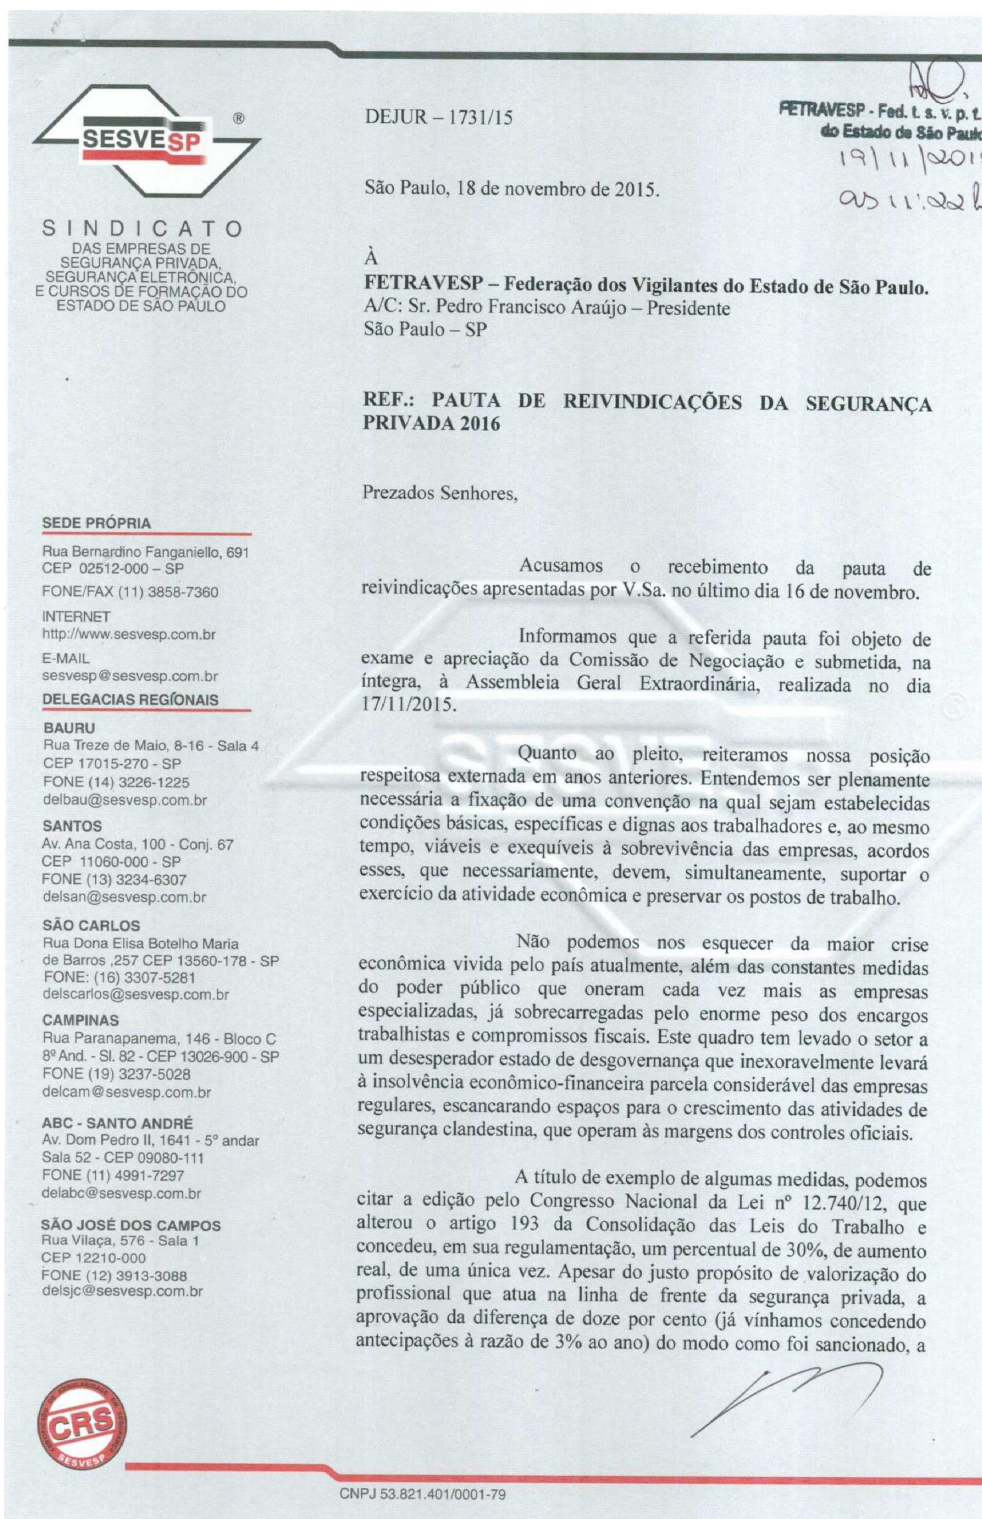 SESVESP ®
SINDICATO
DAS EMPRESAS DE
SEGURANÇA PRIVADA,
SEGURANÇA ELETRÔNICA,
E CURSOS DE FORMAÇÃO DO
ESTADO DE SÃO PAULO
SEDE PRÓPRIA
Rua Bernardino Fanganiello, 691
CEP 02512-000 – SP
FONE/FAX (11) 3858-7360
INTERNET
http://www.sesvesp.com.br
E-MAIL
sesvesp@sesvesp.com.br
DELEGACIAS REGIONAIS
BAURU
Rua Treze de Maio, 8-16 - Sala 4
CEP 17015-270 - SP
FONE (14) 3226-1225
delbau@sesvesp.com.br
SANTOS
Av. Ana Costa, 100 - Conj. 67
CEP 11060-000 - SP
FONE (13) 3234-6307
delsan@sesvesp.com.br
SÃO CARLOS
Rua Dona Elisa Botelho Maria
de Barros ,257 CEP 13560-178 - SP
FONE: (16) 3307-5281
delscarlos@sesvesp.com.br
CAMPINAS
Rua Paranapanema, 146 - Bloco C
8º And. - Sl. 82 - CEP 13026-900 - SP
FONE (19) 3237-5028
delcam@sesvesp.com.br
ABC - SANTO ANDRÉ
Av. Dom Pedro II, 1641 - 5º andar
Sala 52 - CEP 09080-111
FONE (11) 4991-7297
delabc@sesvesp.com.br
SÃO JOSÉ DOS CAMPOS
Rua Vilaça, 576 - Sala 1
CEP 12210-000
FONE (12) 3913-3088
delsjc@sesvesp.com.br
CRS
SESVESP
DEJUR – 1731/15
FETRAVESP - Fed. t. s. v. p. t.
do Estado de São Paulo
19/11/201
as 11:22 h
São Paulo, 18 de novembro de 2015.
À
FETRAVESP – Federação dos Vigilantes do Estado de São Paulo.
A/C: Sr. Pedro Francisco Araújo – Presidente
São Paulo – SP
REF.: PAUTA DE REIVINDICAÇÕES DA SEGURANÇA
PRIVADA 2016
Prezados Senhores,
Acusamos o recebimento da pauta de
reivindicações apresentadas por V.Sa. no último dia 16 de novembro.
Informamos que a referida pauta foi objeto de
exame e apreciação da Comissão de Negociação e submetida, na
íntegra, à Assembleia Geral Extraordinária, realizada no dia
17/11/2015.
Quanto ao pleito, reiteramos nossa posição
respeitosa externada em anos anteriores. Entendemos ser plenamente
necessária a fixação de uma convenção na qual sejam estabelecidas
condições básicas, específicas e dignas aos trabalhadores e, ao mesmo
tempo, viáveis e exequíveis à sobrevivência das empresas, acordos
esses, que necessariamente, devem, simultaneamente, suportar o
exercício da atividade econômica e preservar os postos de trabalho.
Não podemos nos esquecer da maior crise
econômica vivida pelo país atualmente, além das constantes medidas
do poder público que oneram cada vez mais as empresas
especializadas, já sobrecarregadas pelo enorme peso dos encargos
trabalhistas e compromissos fiscais. Este quadro tem levado o setor a
um desesperador estado de desgovernança que inexoravelmente levará
à insolvência econômico-financeira parcela considerável das empresas
regulares, escancarando espaços para o crescimento das atividades de
segurança clandestina, que operam às margens dos controles oficiais.
A título de exemplo de algumas medidas, podemos
citar a edição pelo Congresso Nacional da Lei nº 12.740/12, que
alterou o artigo 193 da Consolidação das Leis do Trabalho e
concedeu, em sua regulamentação, um percentual de 30%, de aumento
real, de uma única vez. Apesar do justo propósito de valorização do
profissional que atua na linha de frente da segurança privada, a
aprovação da diferença de doze por cento (já vínhamos concedendo
antecipações à razão de 3% ao ano) do modo como foi sancionado, a
CNPJ 53.821.401/0001-79